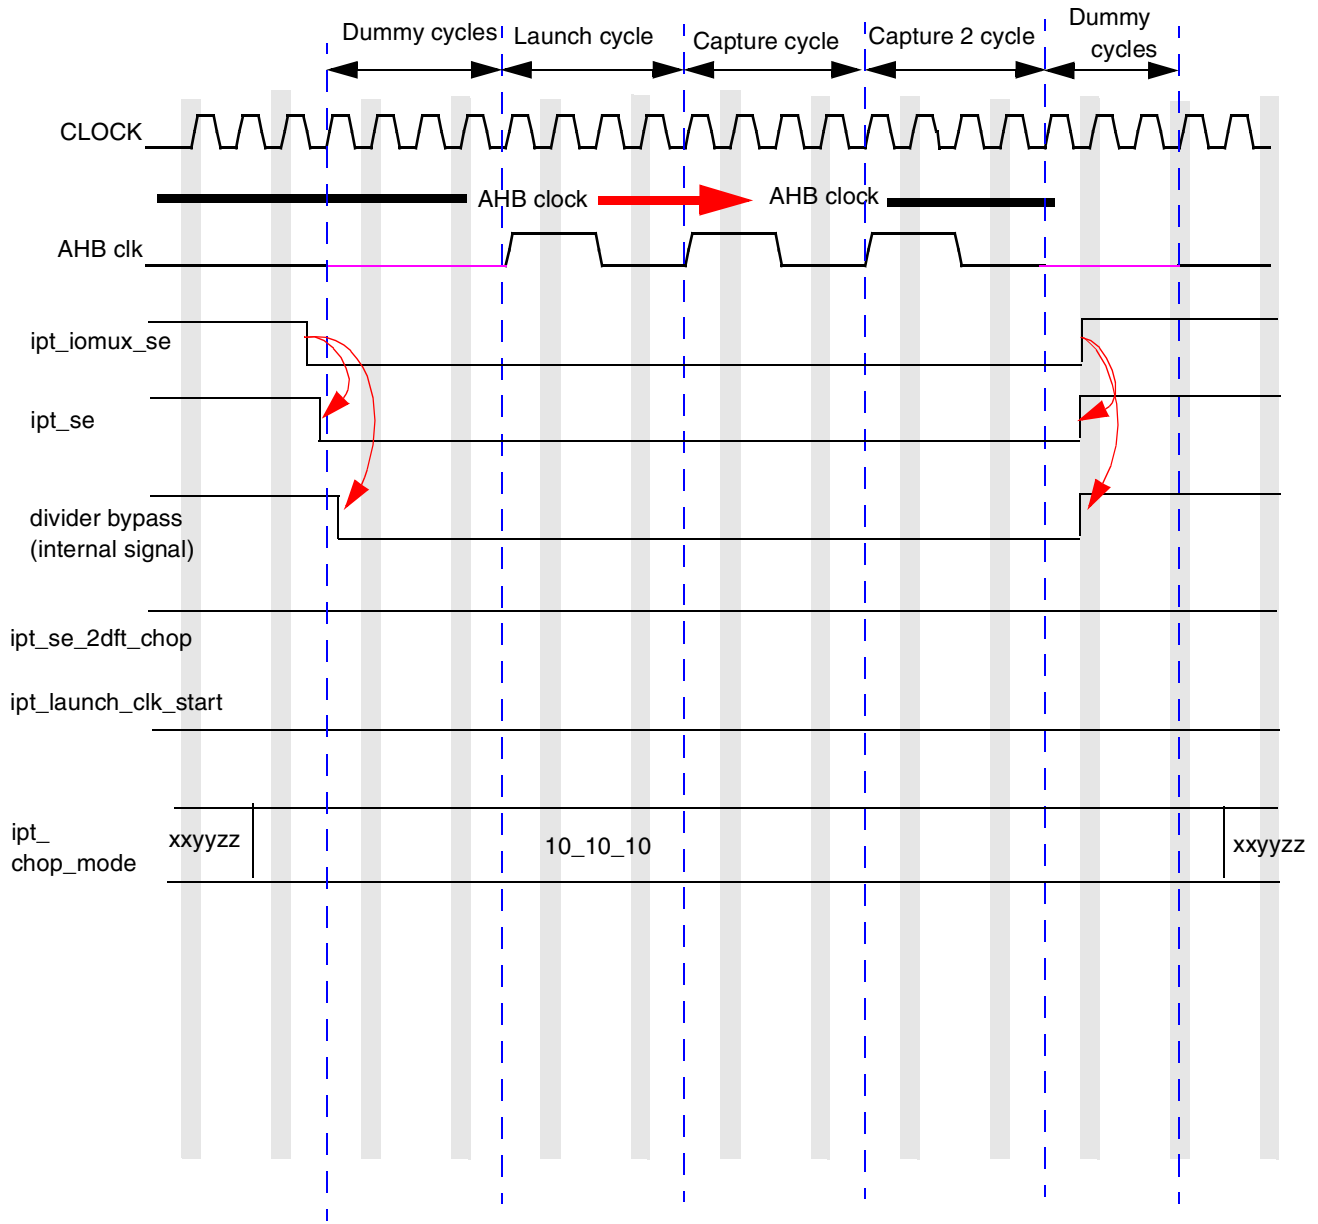 Dummy cycles
Launch cycle
Capture cycle
Capture 2 cycle
Dummy
cycles
CLOCK
AHB clock
AHB clock
AHB clk
ipt_iomux_se
ipt_se
divider bypass
(internal signal)
ipt_se_2dft_chop
ipt_launch_clk_start
ipt_
chop_mode
xxyyzz
10_10_10
xxyyzz